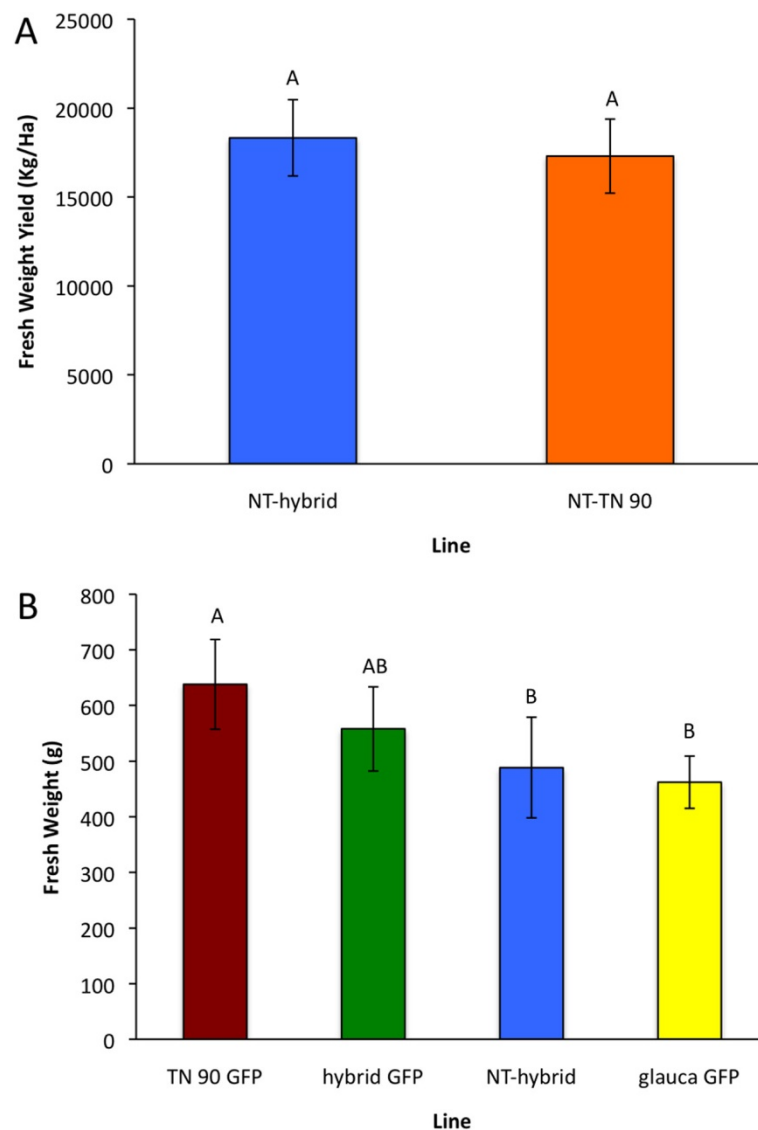 A
Fresh Weight Yield (Kg/Ha)
25000
20000
15000
10000
5000
0
A
A
NT-hybrid
NT-TN 90
Line
B
Fresh Weight (g)
800
700
600
500
400
300
200
100
0
A
AB
B
B
TN 90 GFP
hybrid GFP
NT-hybrid
glauca GFP
Line